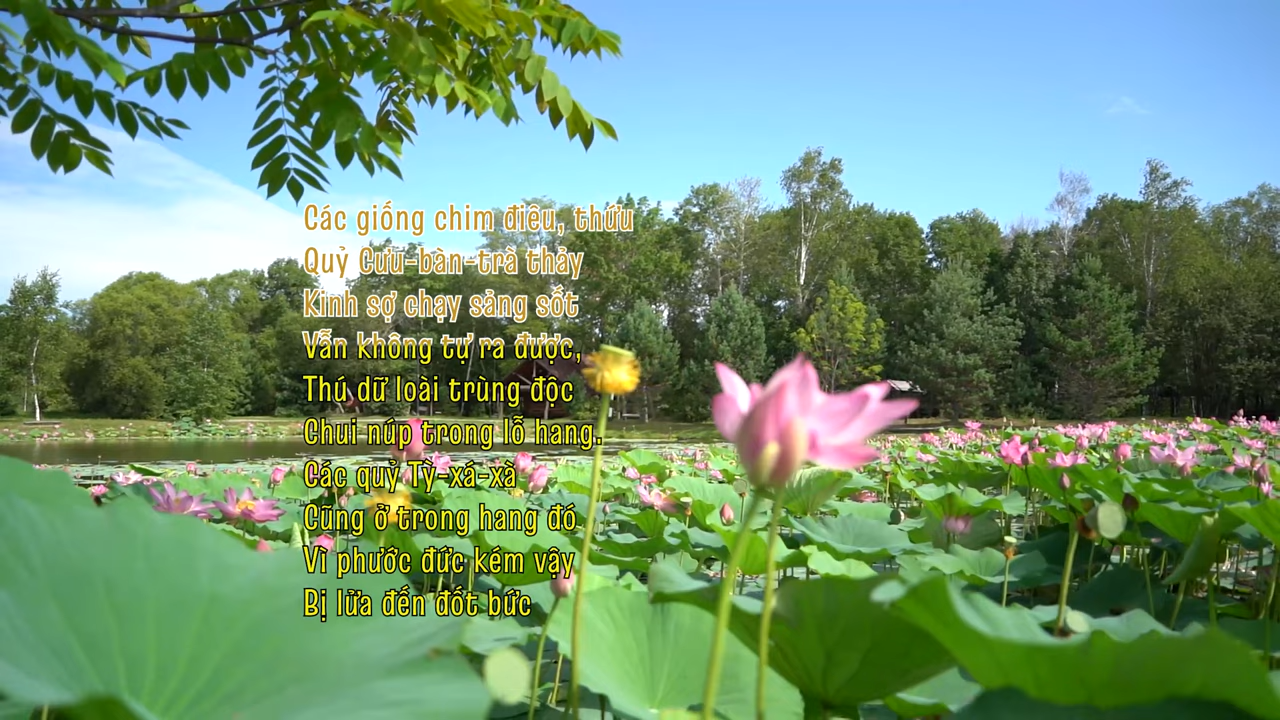 Các giống chim điêu, thứu
Quỷ Cưu-bàn-trà thảy
Kinh sợ chạy sảng sốt
Vẫn không tự ra được,
Thú dữ loài trùng độc
Chui núp trong lỗ hang.
Các quỷ Tỳ-xá-xà
Cũng ở trong hang đó
Vì phước đức kém vậy
Bị lửa đến đốt bức